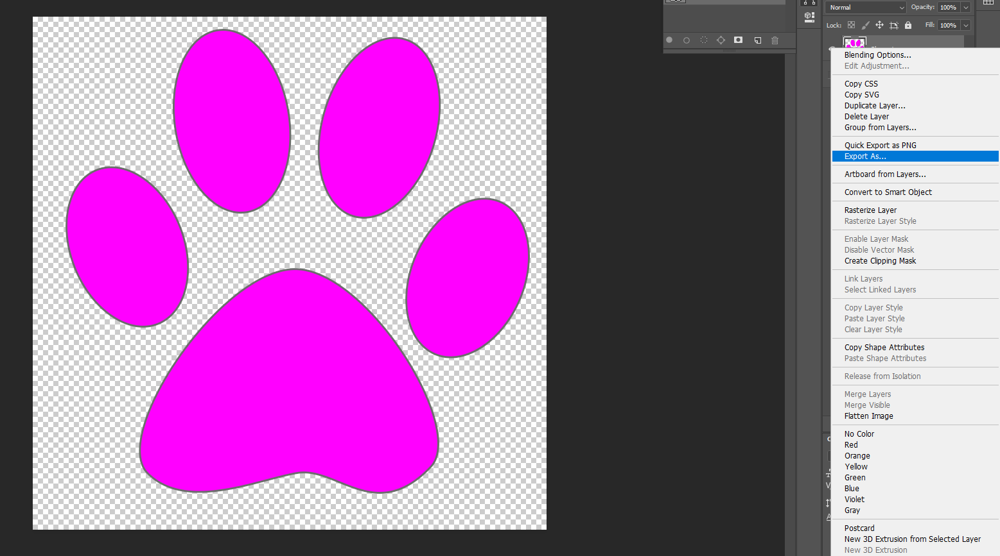 Normal
Opacity: 100%
Lock:
Fill: 100%
Blending Options...
Edit Adjustment...
Copy CSS
Copy SVG
Duplicate Layer...
Delete Layer
Group from Layers...
Quick Export as PNG
Export As...
Artboard from Layers...
Convert to Smart Object
Rasterize Layer
Rasterize Layer Style
Enable Layer Mask
Disable Vector Mask
Create Clipping Mask
Link Layers
Select Linked Layers
Copy Layer Style
Paste Layer Style
Clear Layer Style
Copy Shape Attributes
Paste Shape Attributes
Release from Isolation
Merge Layers
Merge Visible
Flatten Image
No Color
Red
Orange
Yellow
Green
Blue
Violet
Gray
Postcard
New 3D Extrusion from Selected Layer
New 3D Extrusion